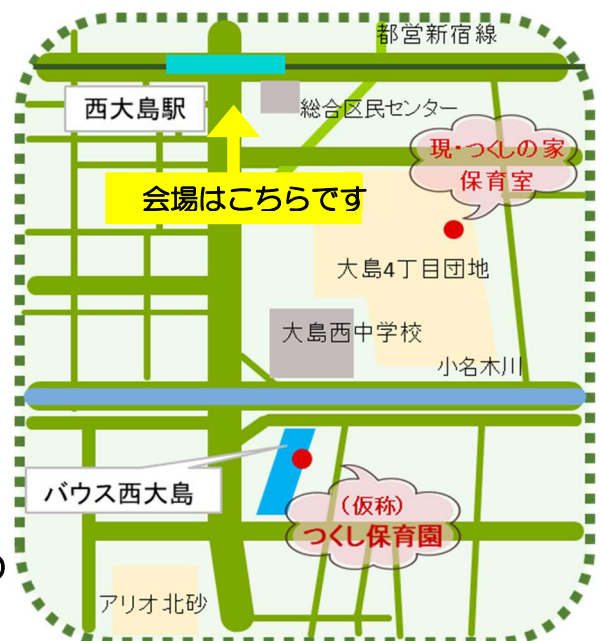 都営新宿線
西大島駅
総合区民センター
現・つくしの家
保育室
会場はこちらです
大島4丁目団地
大島西中学校
小名木川
バウス西大島
(仮称)
つくし保育園
アリオ北砂